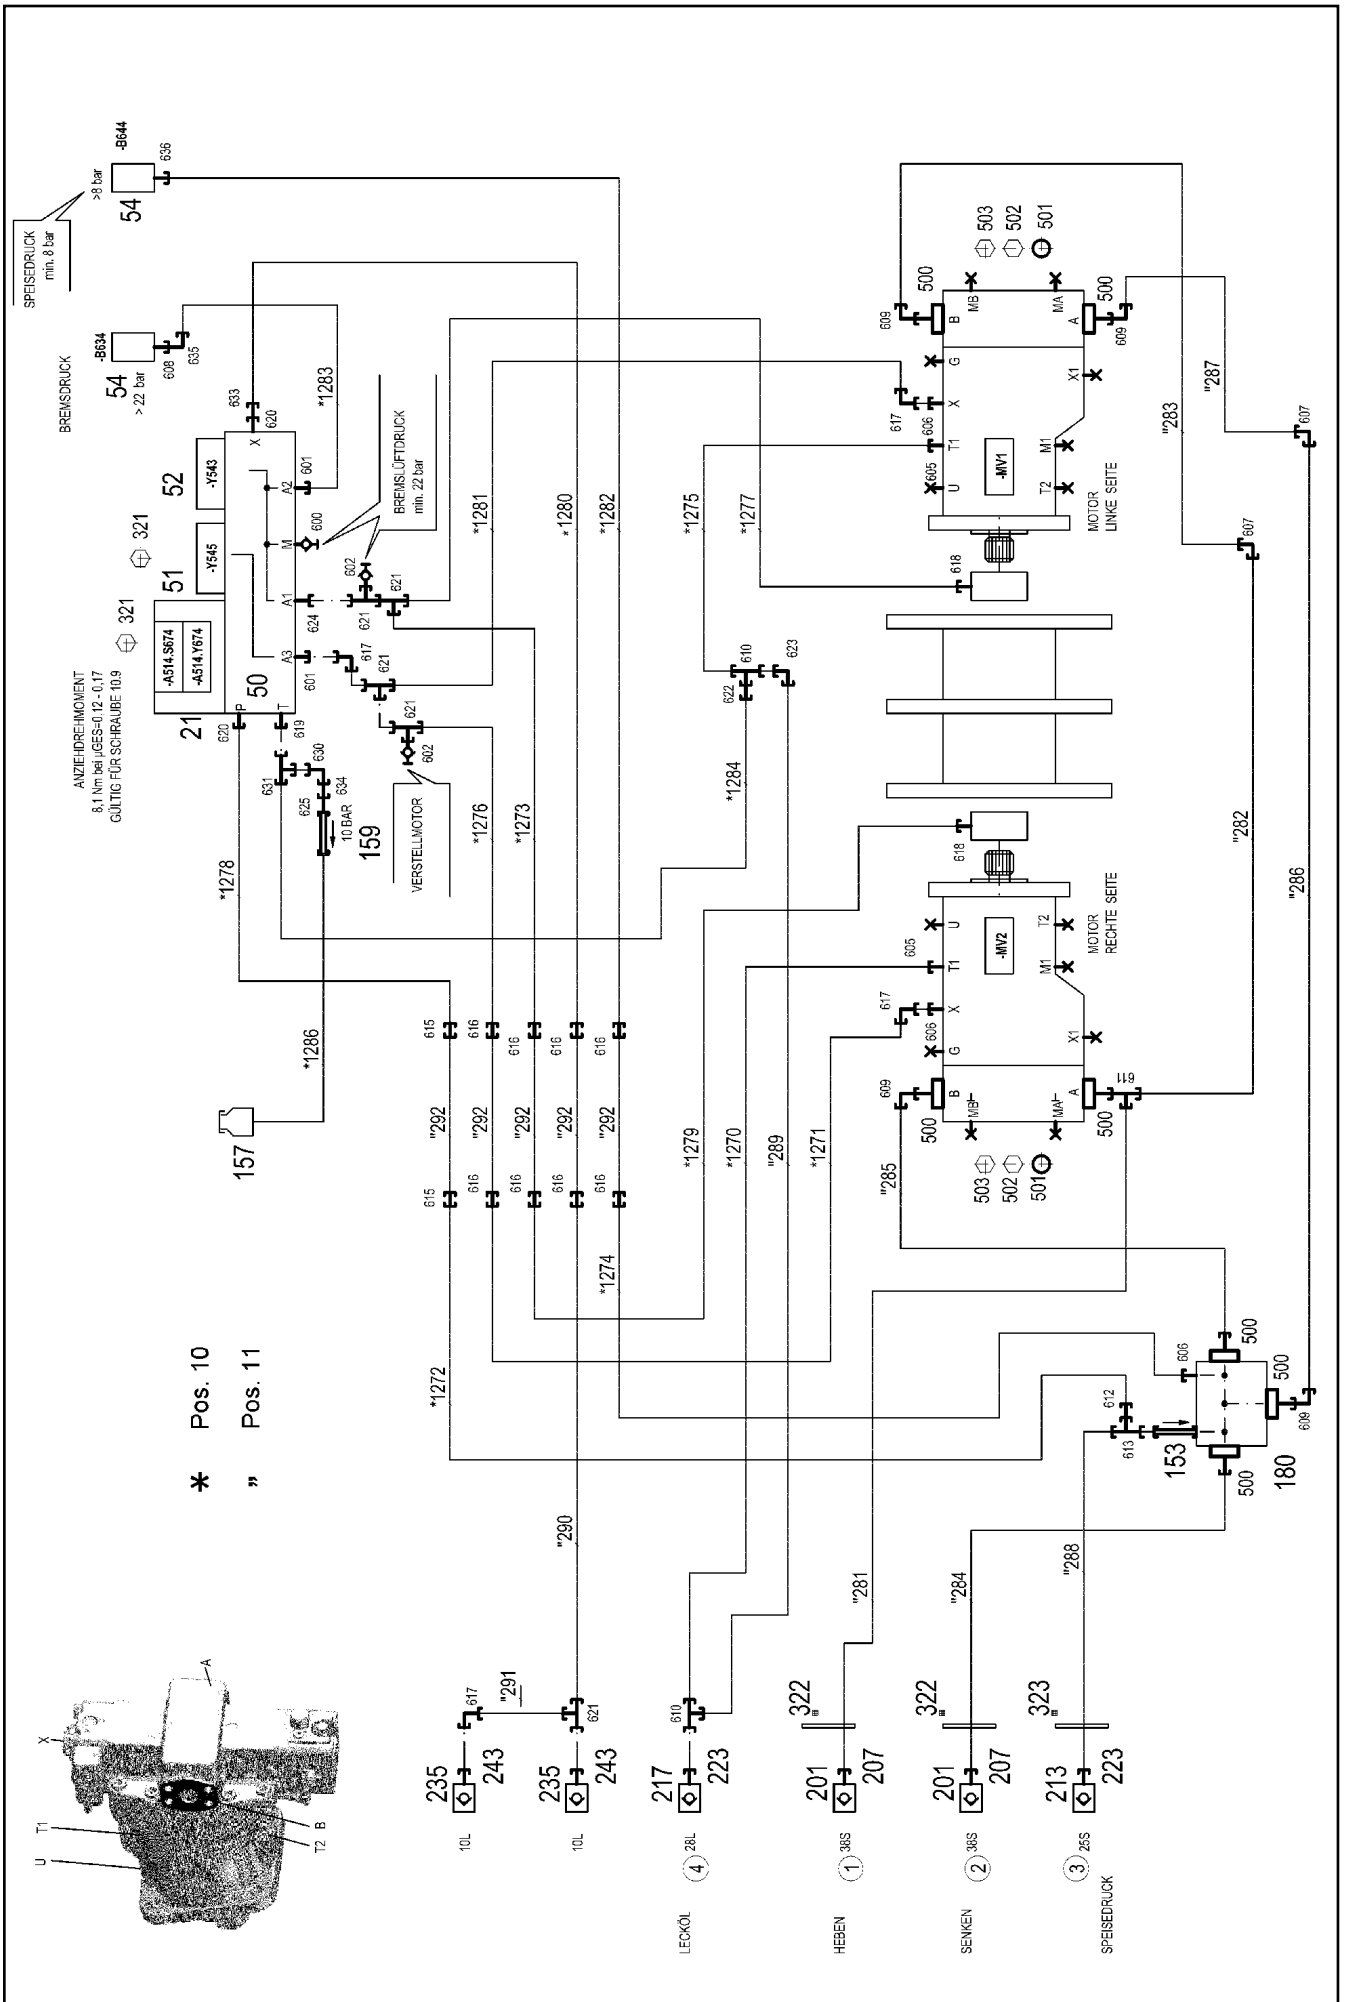 SPEISEDRUCK
min. 8 bar
>8 bar
-B644
54
636
BREMSDRUCK
-B634
54
> 22 bar
608
635
*1283
633
620
X
52
-Y543
A2
601
321
51
-Y545
M
600
BREMSLÜFTDRUCK
min. 22 bar
321
ANZIEHDREHMOMENT
8,1 Nm bei µGES=0,12 - 0,17
GÜLTIG FÜR SCHRAUBE 10.9
-A514.S674
-A514.Y674
21
50
P
T
A3
A1
620
619
601
624
602
621
621
617
621
621
602
631
630
634
625
10 BAR
159
VERSTELLMOTOR
*1278
*1286
157
*1281
*1280
*1282
*1276
*1273
*1275
*1277
*1284
610
622
623
615
616
616
616
616
"292
"292
"292
"292
"292
615
616
616
616
616
*1272
*1274
*1279
*1270
"289
*1271
* Pos. 10
" Pos. 11
503
502
501
500
500
609
609
MB
MA
B
A
G
X
X1
617
606
T1
605
U
M1
T2
-MV1
MOTOR
LINKE SEITE
618
"283
"287
607
607
618
"282
"286
-MV2
MOTOR
RECHTE SEITE
U
T2
605
T1
M1
617
X
606
G
X1
609
B
A
MB
MA
500
500
611
503
502
501
"285
606
500
500
609
612
613
153
500
180
"290
"281
"284
"288
617
"291
621
610
322
322
323
235
243
235
243
217
223
201
207
201
207
213
223
10L
10L
28L
4
38S
1
38S
2
25S
3
LECKÖL
HEBEN
SENKEN
SPEISEDRUCK
A
X
T1
U
B
T2